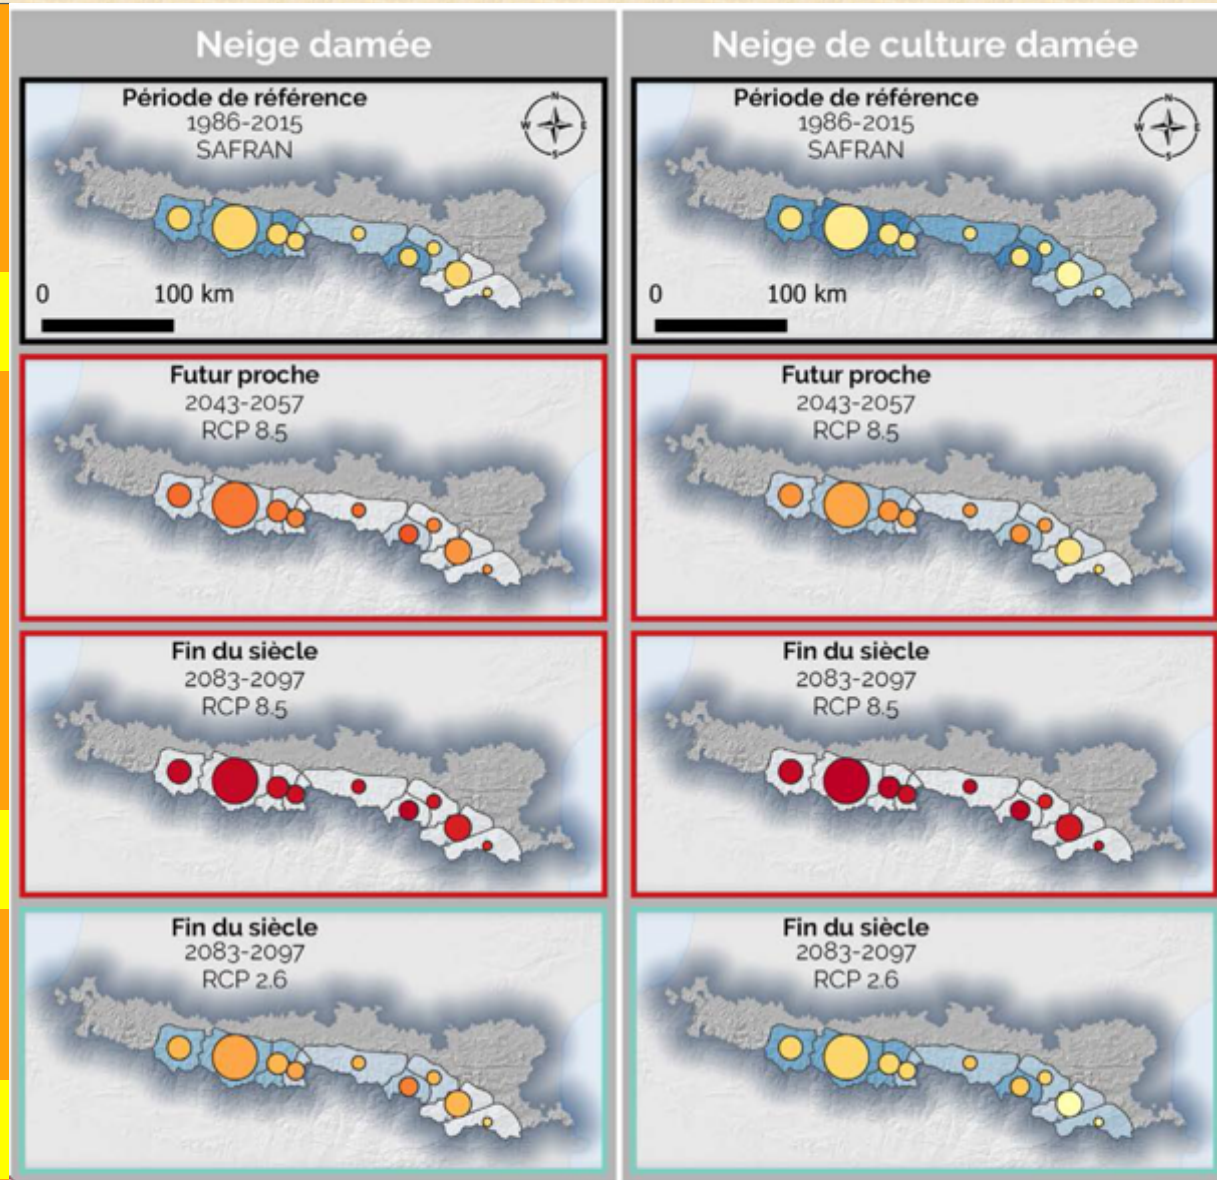 Neige damée
Neige de culture damée
Période de référence
1986-2015
SAFRAN
N
E
S
W
0 100 km
Période de référence
1986-2015
SAFRAN
N
E
S
W
0 100 km
Futur proche
2043-2057
RCP 8.5
Futur proche
2043-2057
RCP 8.5
Fin du siècle
2083-2097
RCP 8.5
Fin du siècle
2083-2097
RCP 8.5
Fin du siècle
2083-2097
RCP 2.6
Fin du siècle
2083-2097
RCP 2.6